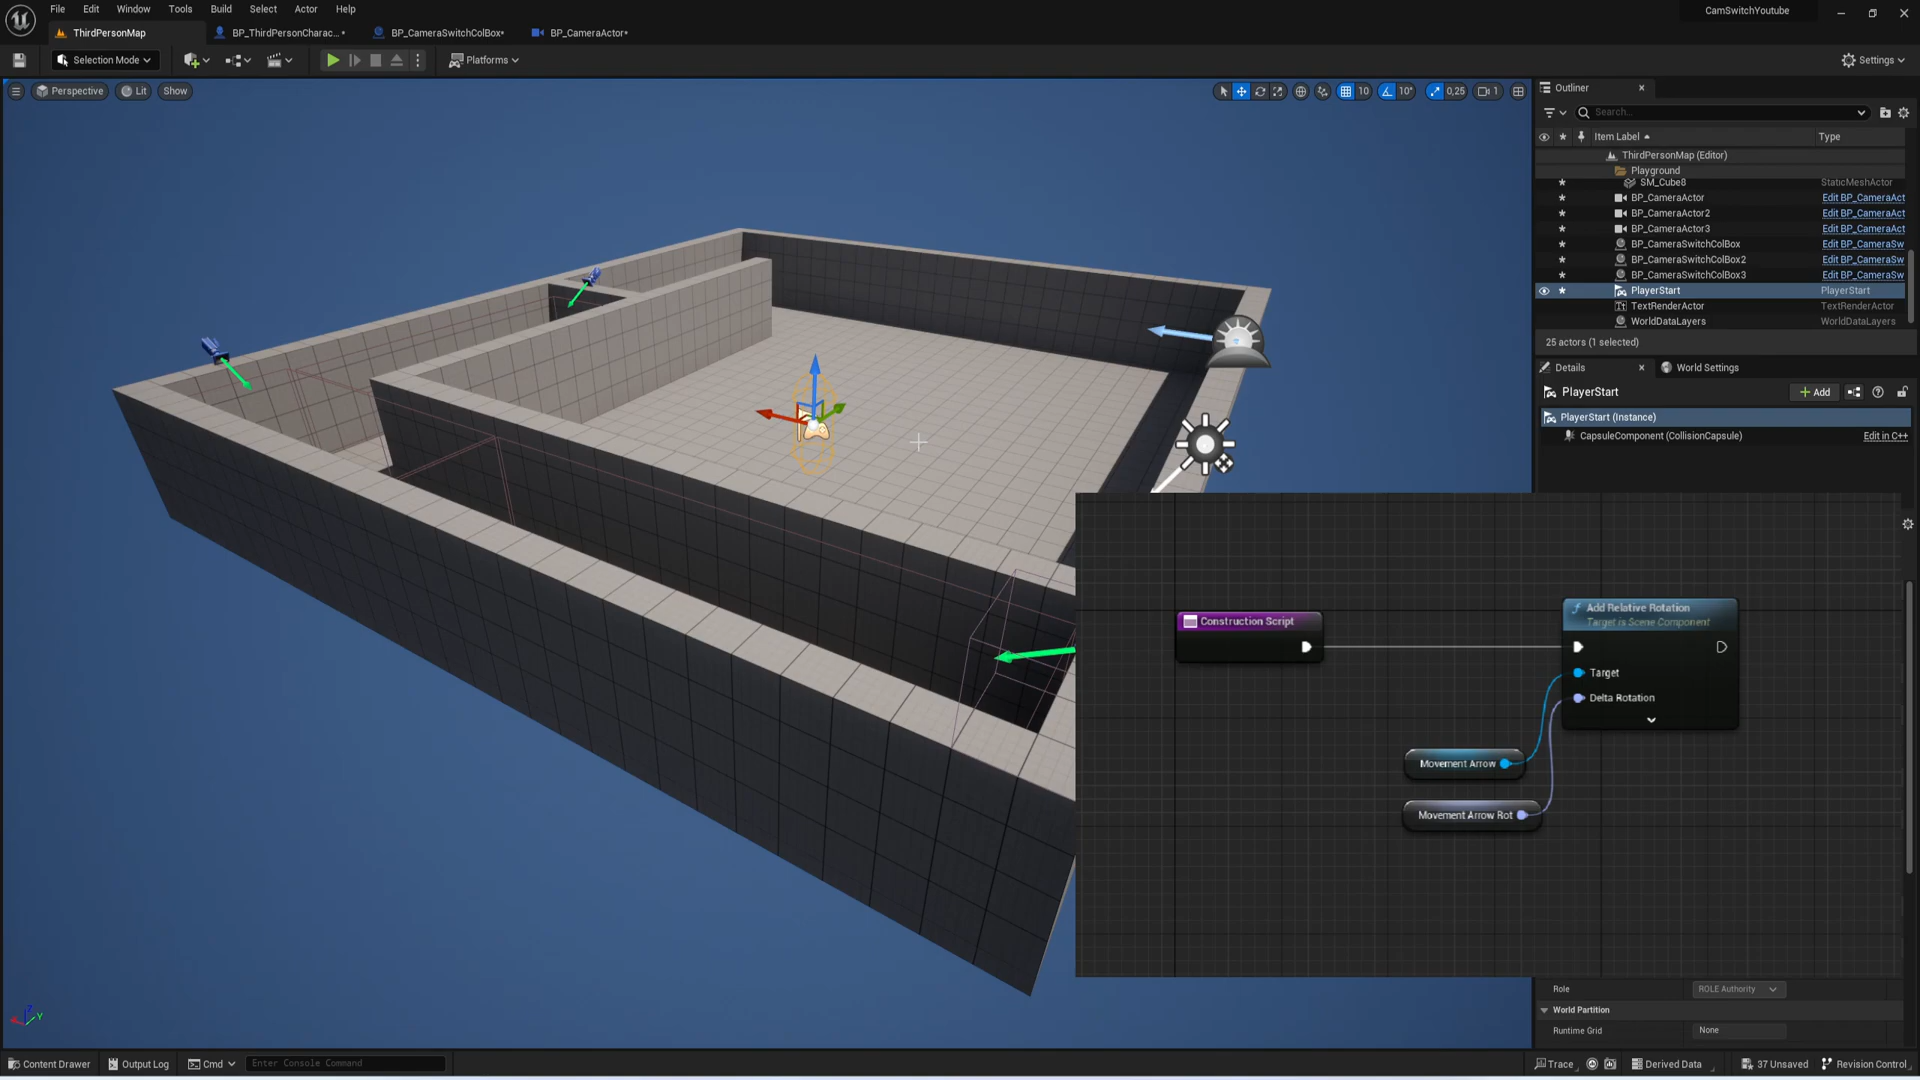 File Edit Window Tools Build Select Actor Help
CamSwitchYoutube
ThirdPersonMap
BP_ThirdPersonCharac...*
BP_CameraSwitchColBox*
BP_CameraActor*
Selection Mode
Platforms
Settings
Perspective Lit Show
10 10° 0,25 1
Outliner
Search...
Item Label Type
ThirdPersonMap (Editor)
Playground
SM_Cube8 StaticMeshActor
BP_CameraActor Edit BP_CameraAct
BP_CameraActor2 Edit BP_CameraAct
BP_CameraActor3 Edit BP_CameraAct
BP_CameraSwitchColBox Edit BP_CameraSw
BP_CameraSwitchColBox2 Edit BP_CameraSw
BP_CameraSwitchColBox3 Edit BP_CameraSw
PlayerStart PlayerStart
TextRenderActor TextRenderActor
WorldDataLayers WorldDataLayers
25 actors (1 selected)
Details World Settings
PlayerStart Add
PlayerStart (Instance)
CapsuleComponent (CollisionCapsule) Edit in C++
Construction Script
Add Relative Rotation
Target is Scene Component
Target
Delta Rotation
Movement Arrow
Movement Arrow Rot
Role ROLE Authority
World Partition
Runtime Grid None
Content Drawer Output Log Cmd Enter Console Command
Trace Derived Data 37 Unsaved Revision Control